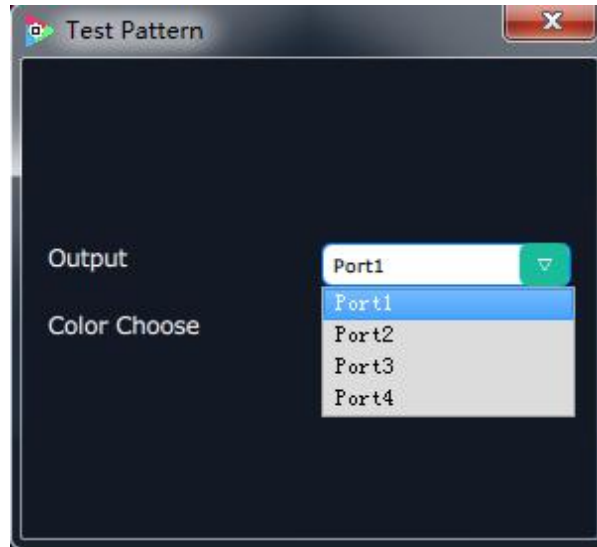 Test Pattern
Output
Port1
Port1
Color Choose
Port2
Port3
Port4